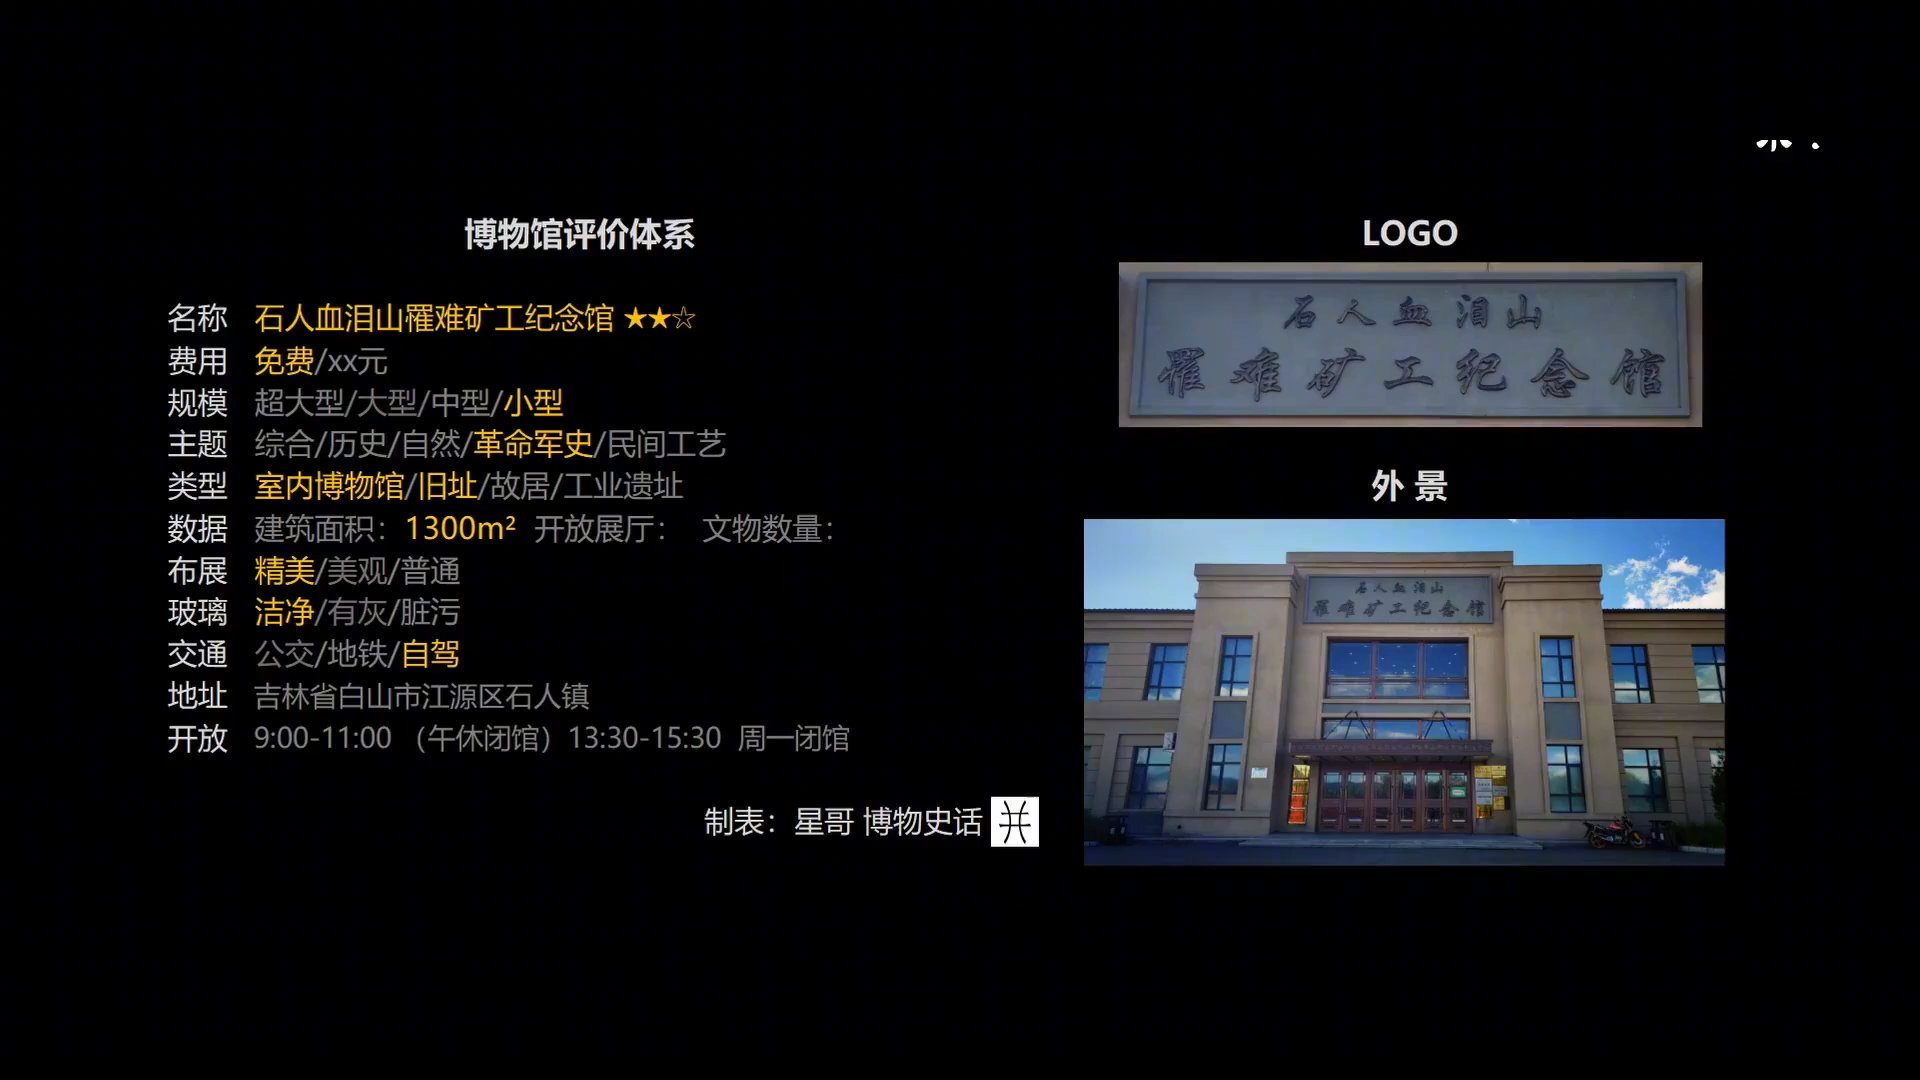 博物馆评价体系
名称 石人血泪山罹难矿工纪念馆 ★★☆
费用 免费/xx元
规模 超大型/大型/中型/小型
主题 综合/历史/自然/革命军史/民间工艺
类型 室内博物馆/旧址/故居/工业遗址
数据 建筑面积：1300m² 开放展厅： 文物数量：
布展 精美/美观/普通
玻璃 洁净/有灰/脏污
交通 公交/地铁/自驾
地址 吉林省白山市江源区石人镇
开放 9:00-11:00 （午休闭馆）13:30-15:30 周一闭馆
制表：星哥 博物史话
LOGO
石人血泪山
罹难矿工纪念馆
外 景
石人血泪山
罹难矿工纪念馆